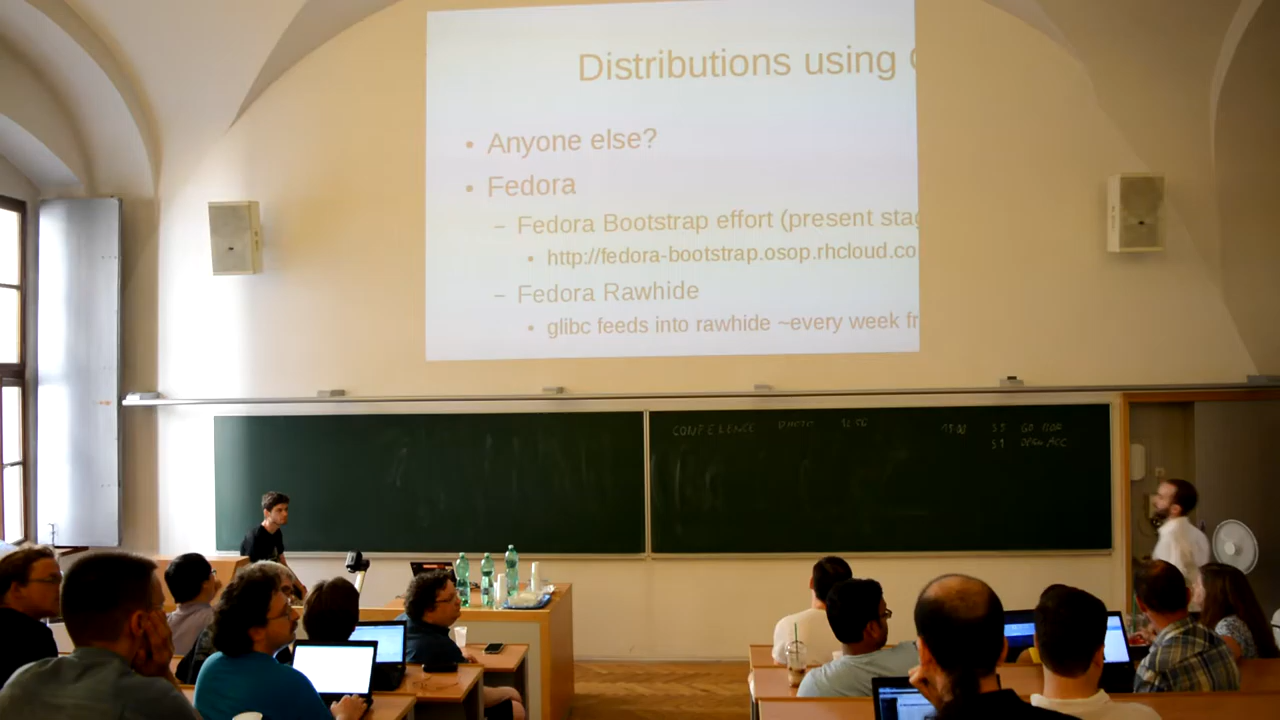 Distributions using
• Anyone else?
• Fedora
– Fedora Bootstrap effort (present stag
• http://fedora-bootstrap.osop.rhcloud.co
– Fedora Rawhide
• glibc feeds into rawhide ~every week fr
CONFERENCE